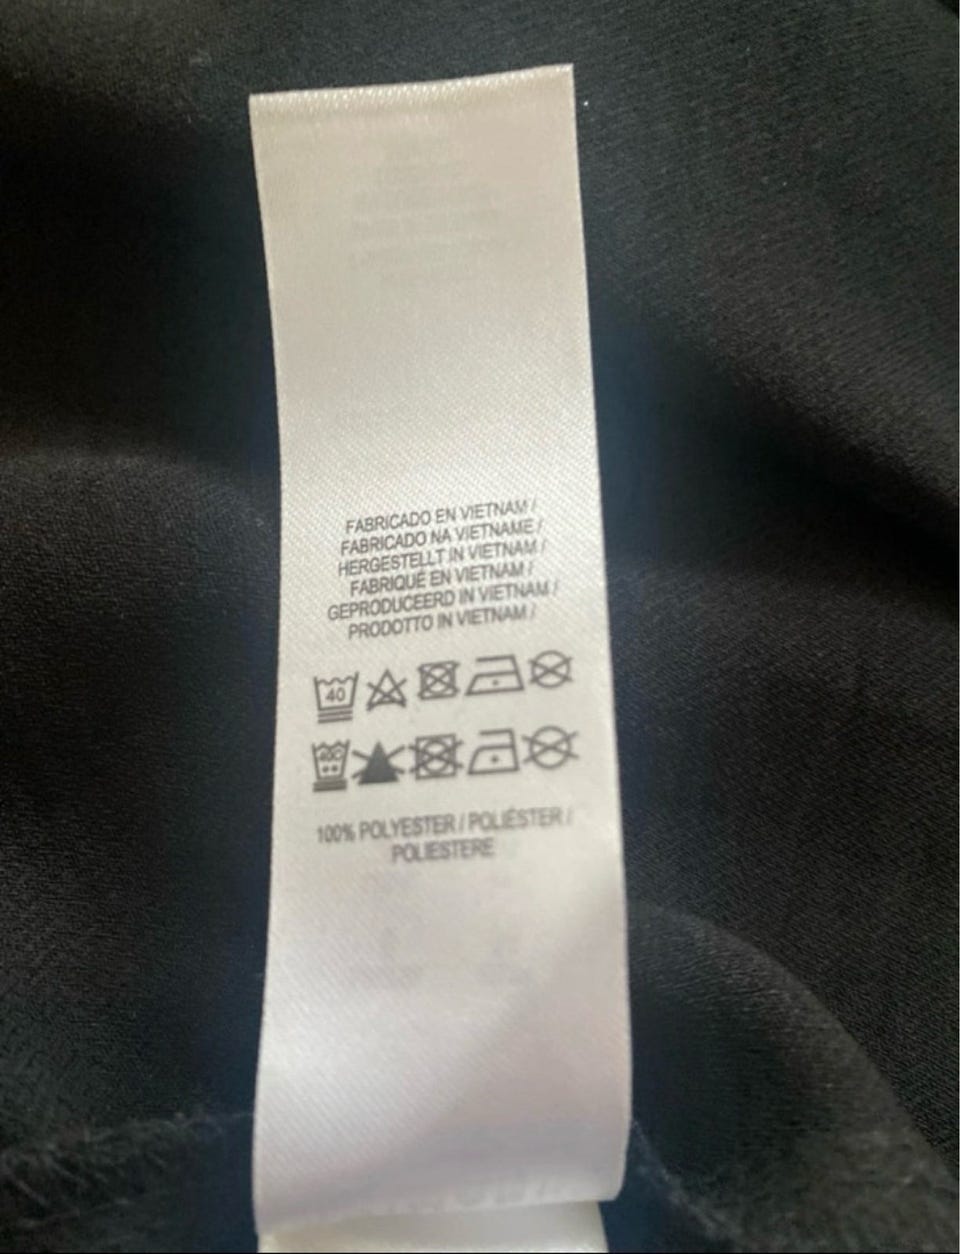 FABRICADO EN VIETNAM /
FABRICADO NA VIETNAME /
HERGESTELLT IN VIETNAM /
FABRIQUÉ EN VIETNAM /
GEPRODUCEERD IN VIETNAM /
PRODOTTO IN VIETNAM /
40
40C
100% POLYESTER / POLIÉSTER /
POLIESTERE